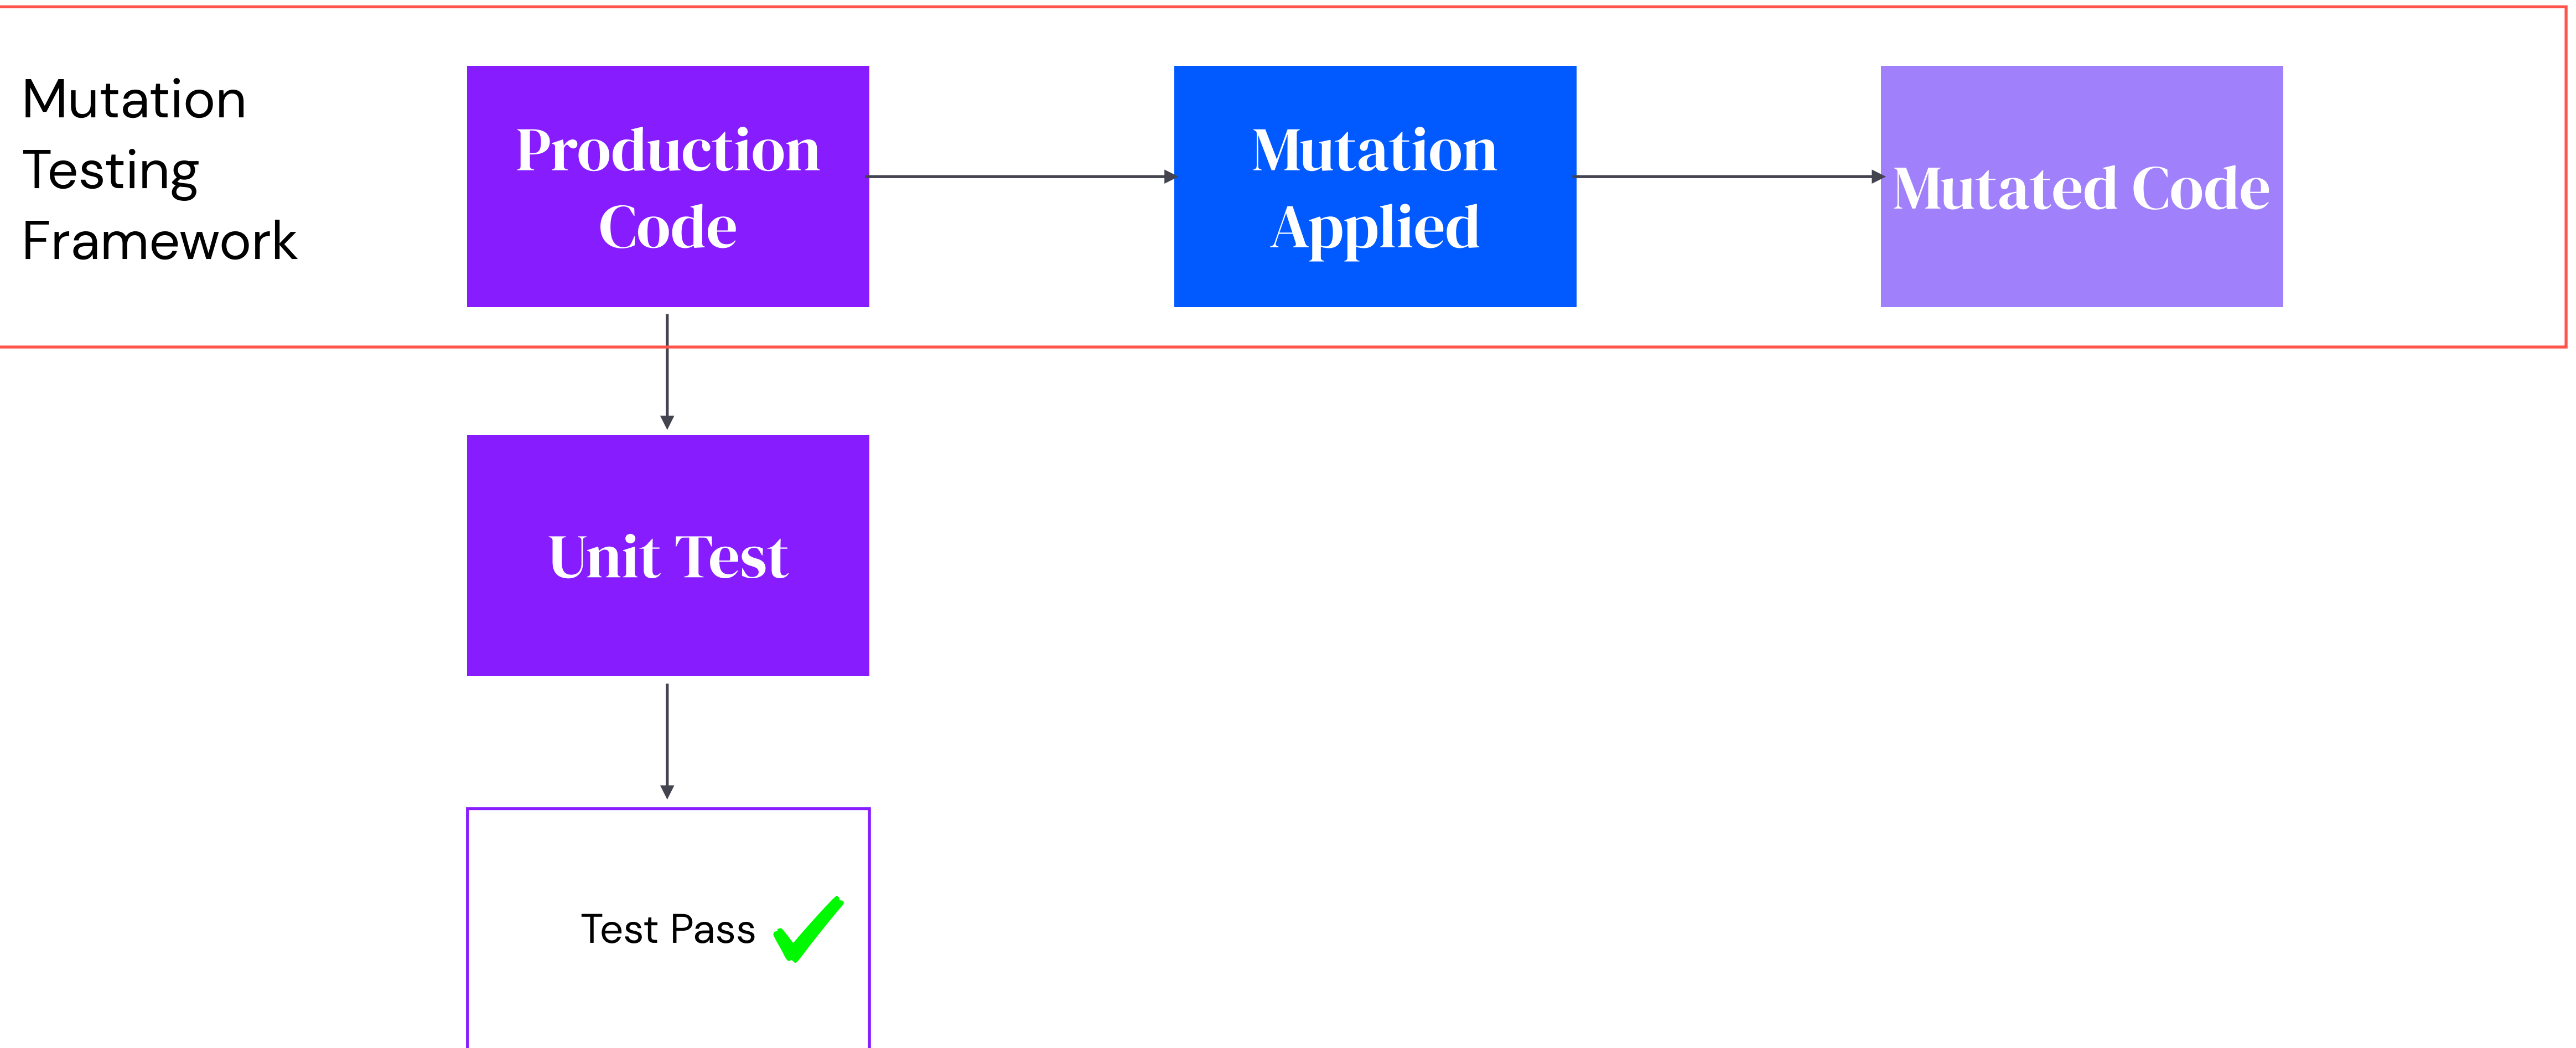 Mutation
Testing
Framework
Production
Code
Mutation
Applied
Mutated Code
Unit Test
Test Pass